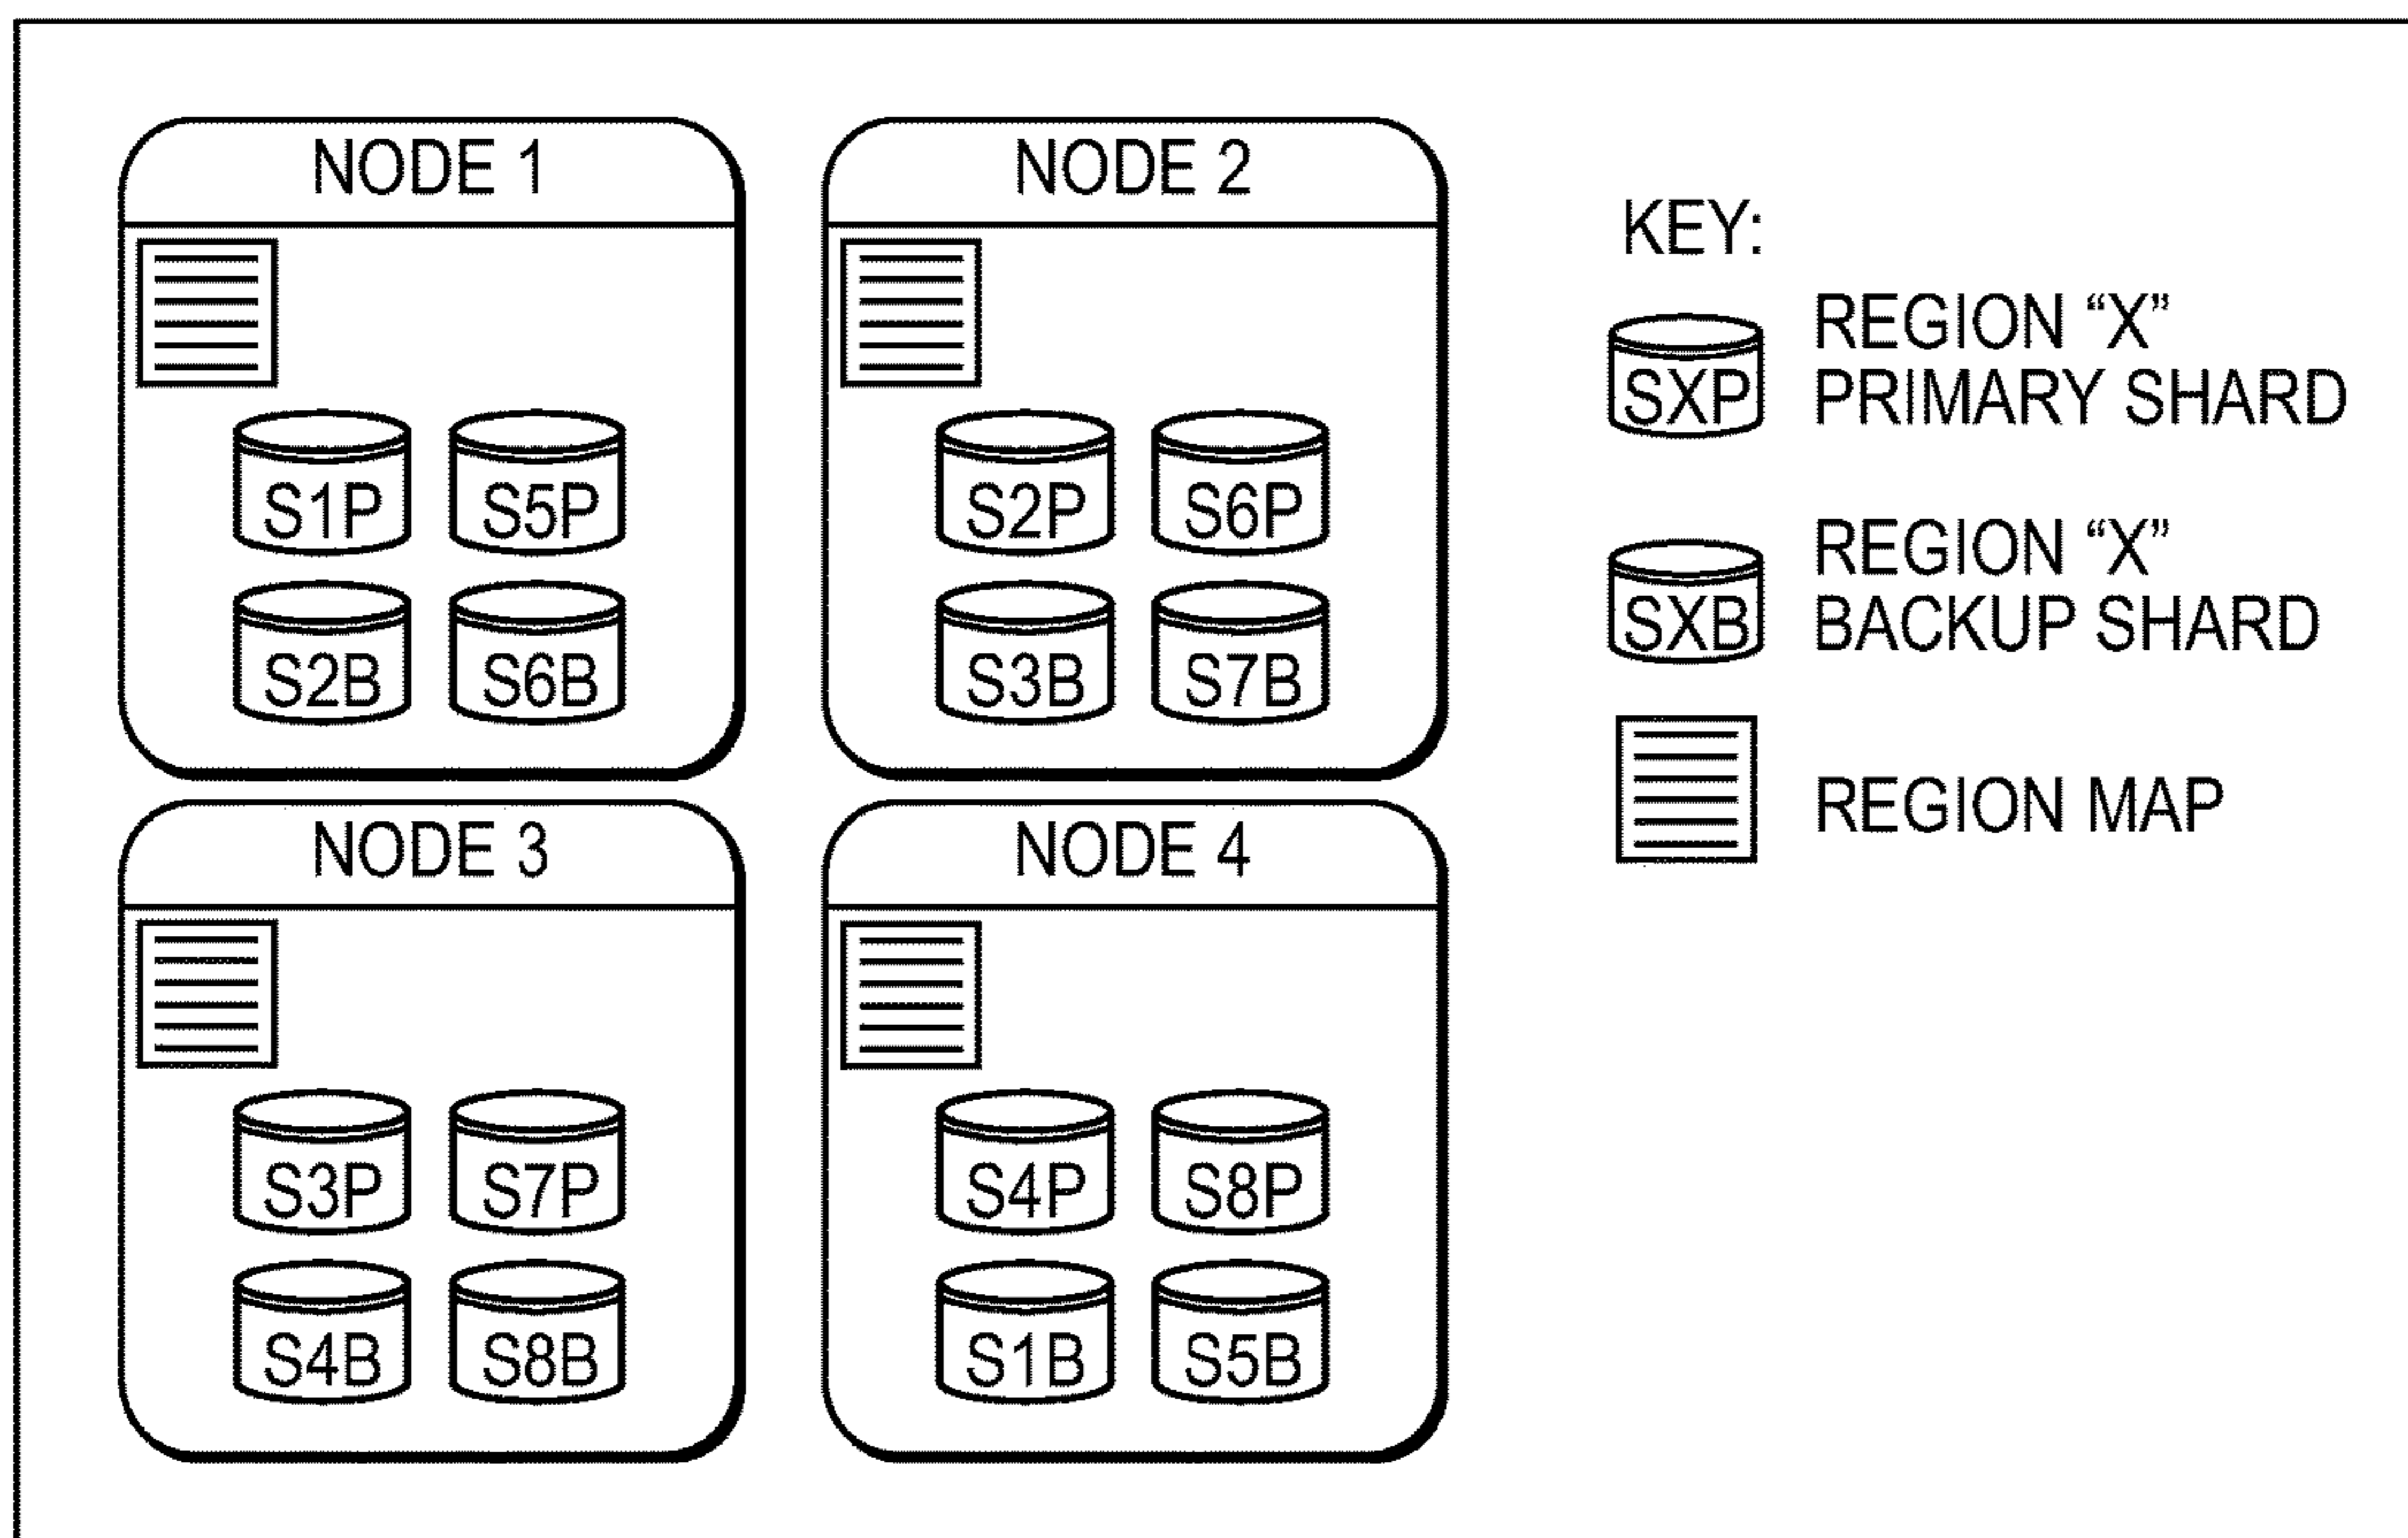 NODE 1
S1P S5P
S2B S6B
NODE 2
S2P S6P
S3B S7B
NODE 3
S3P S7P
S4B S8B
NODE 4
S4P S8P
S1B S5B
KEY:
SXP
REGION “X”
PRIMARY SHARD
SXB
REGION “X”
BACKUP SHARD
REGION MAP